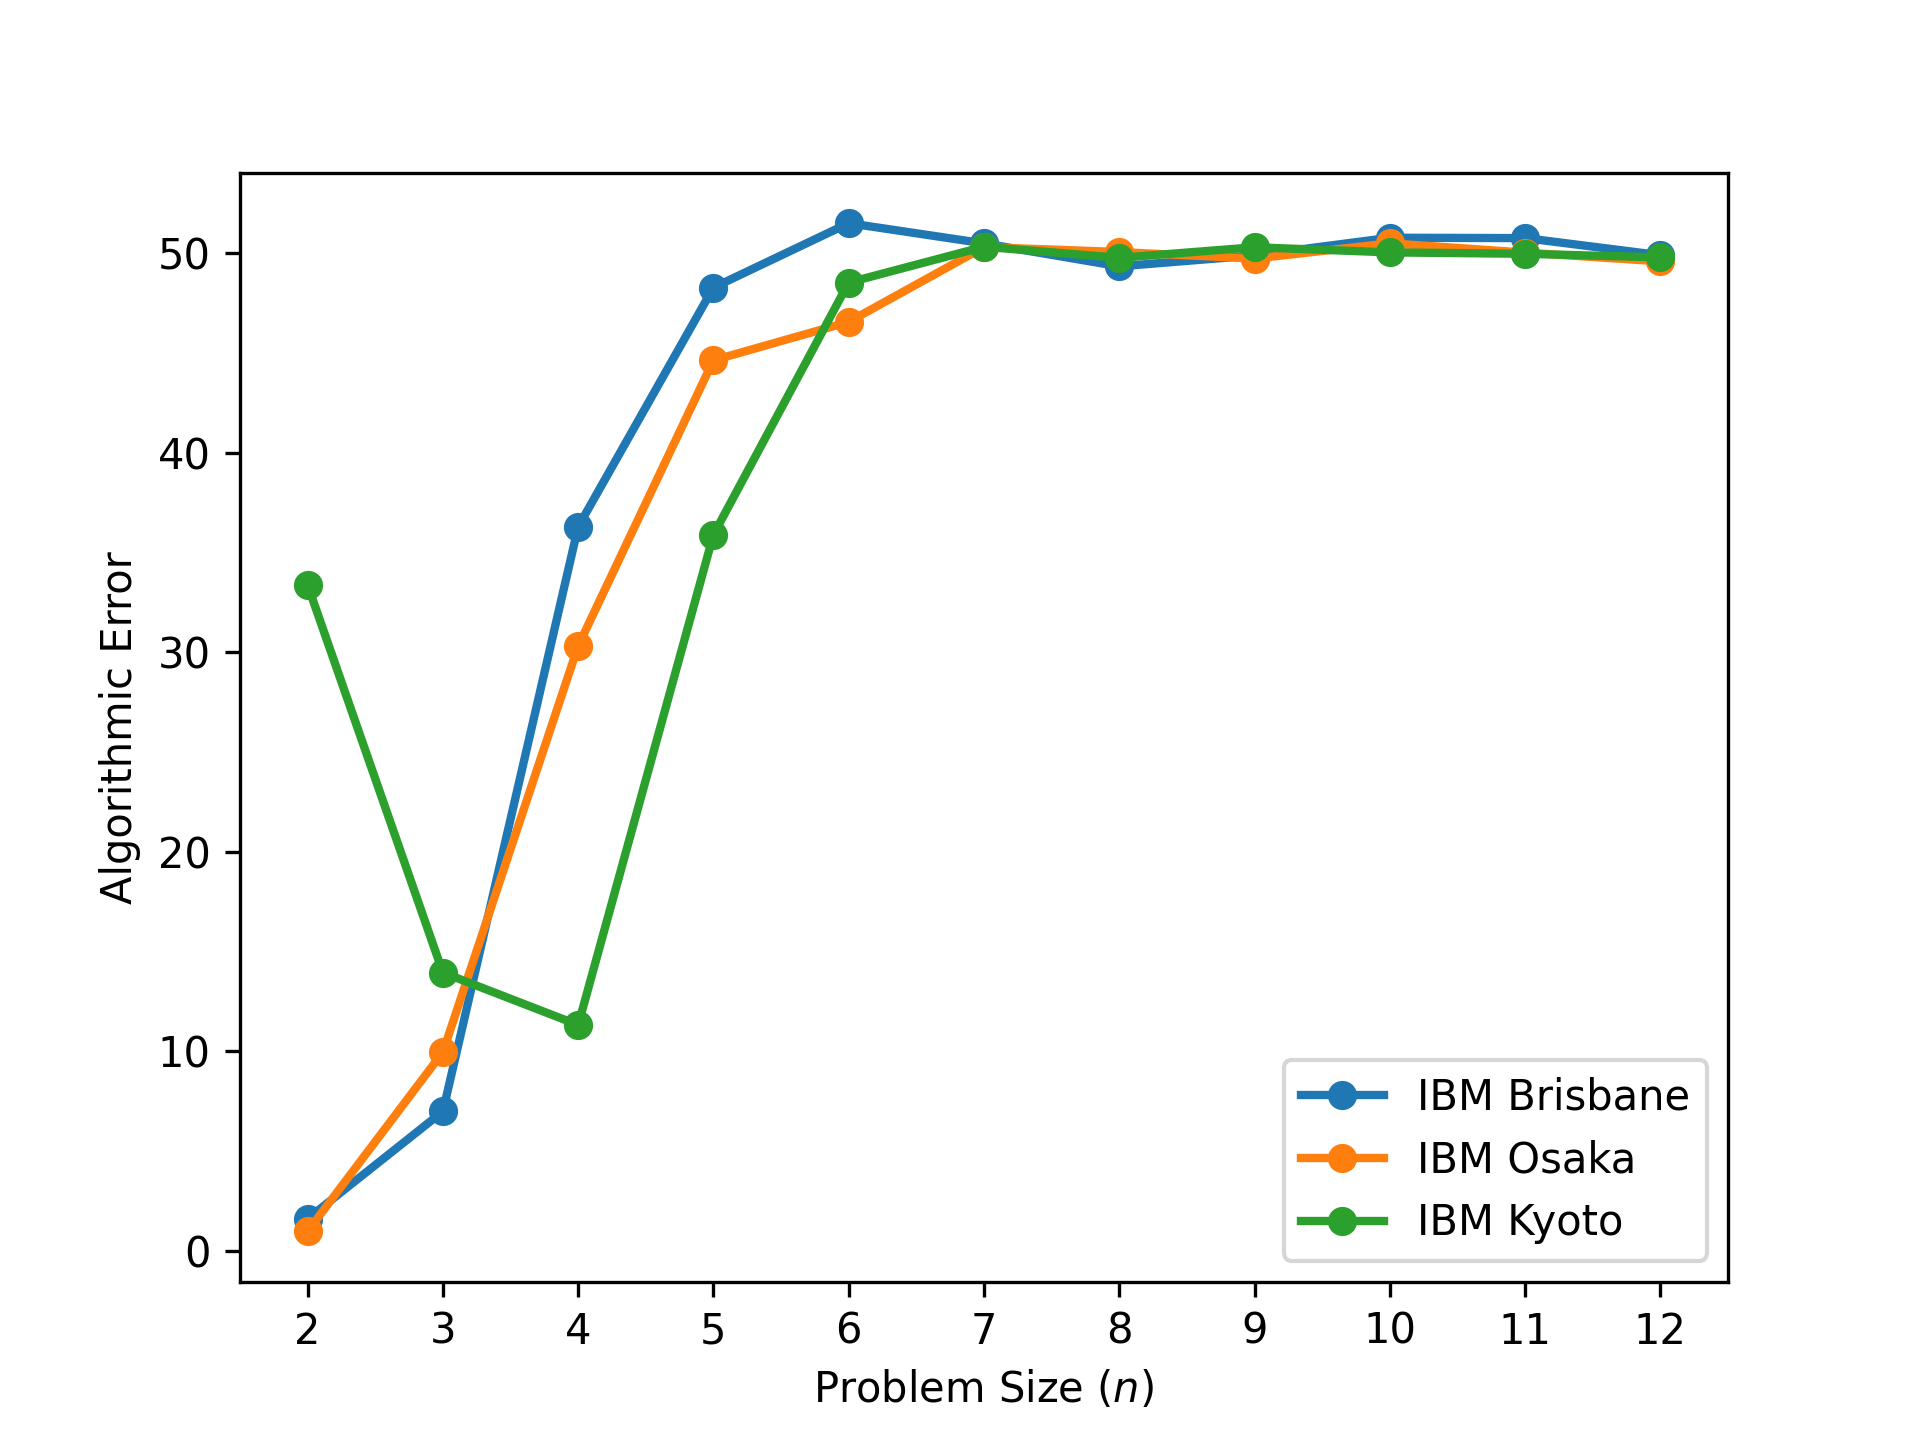 50
40
30
20
10
0
Algorithmic Error
2 3 4 5 6 7 8 9 10 11 12
Problem Size (n)
IBM Brisbane
IBM Osaka
IBM Kyoto